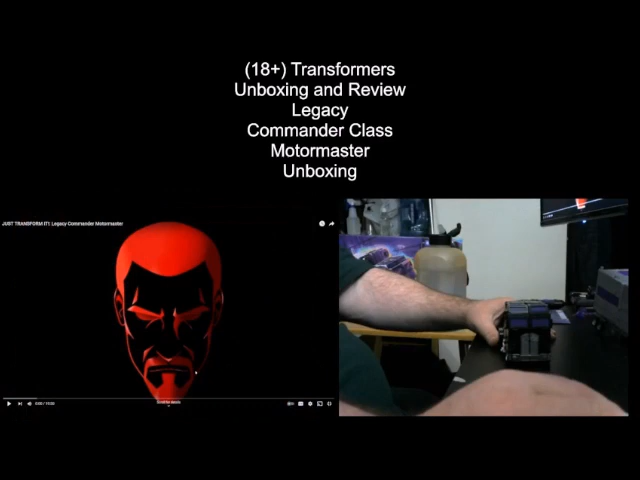 (18+) Transformers
Unboxing and Review
Legacy
Commander Class
Motormaster
Unboxing
JUST TRANSFORM IT!: Legacy Commander Motormaster